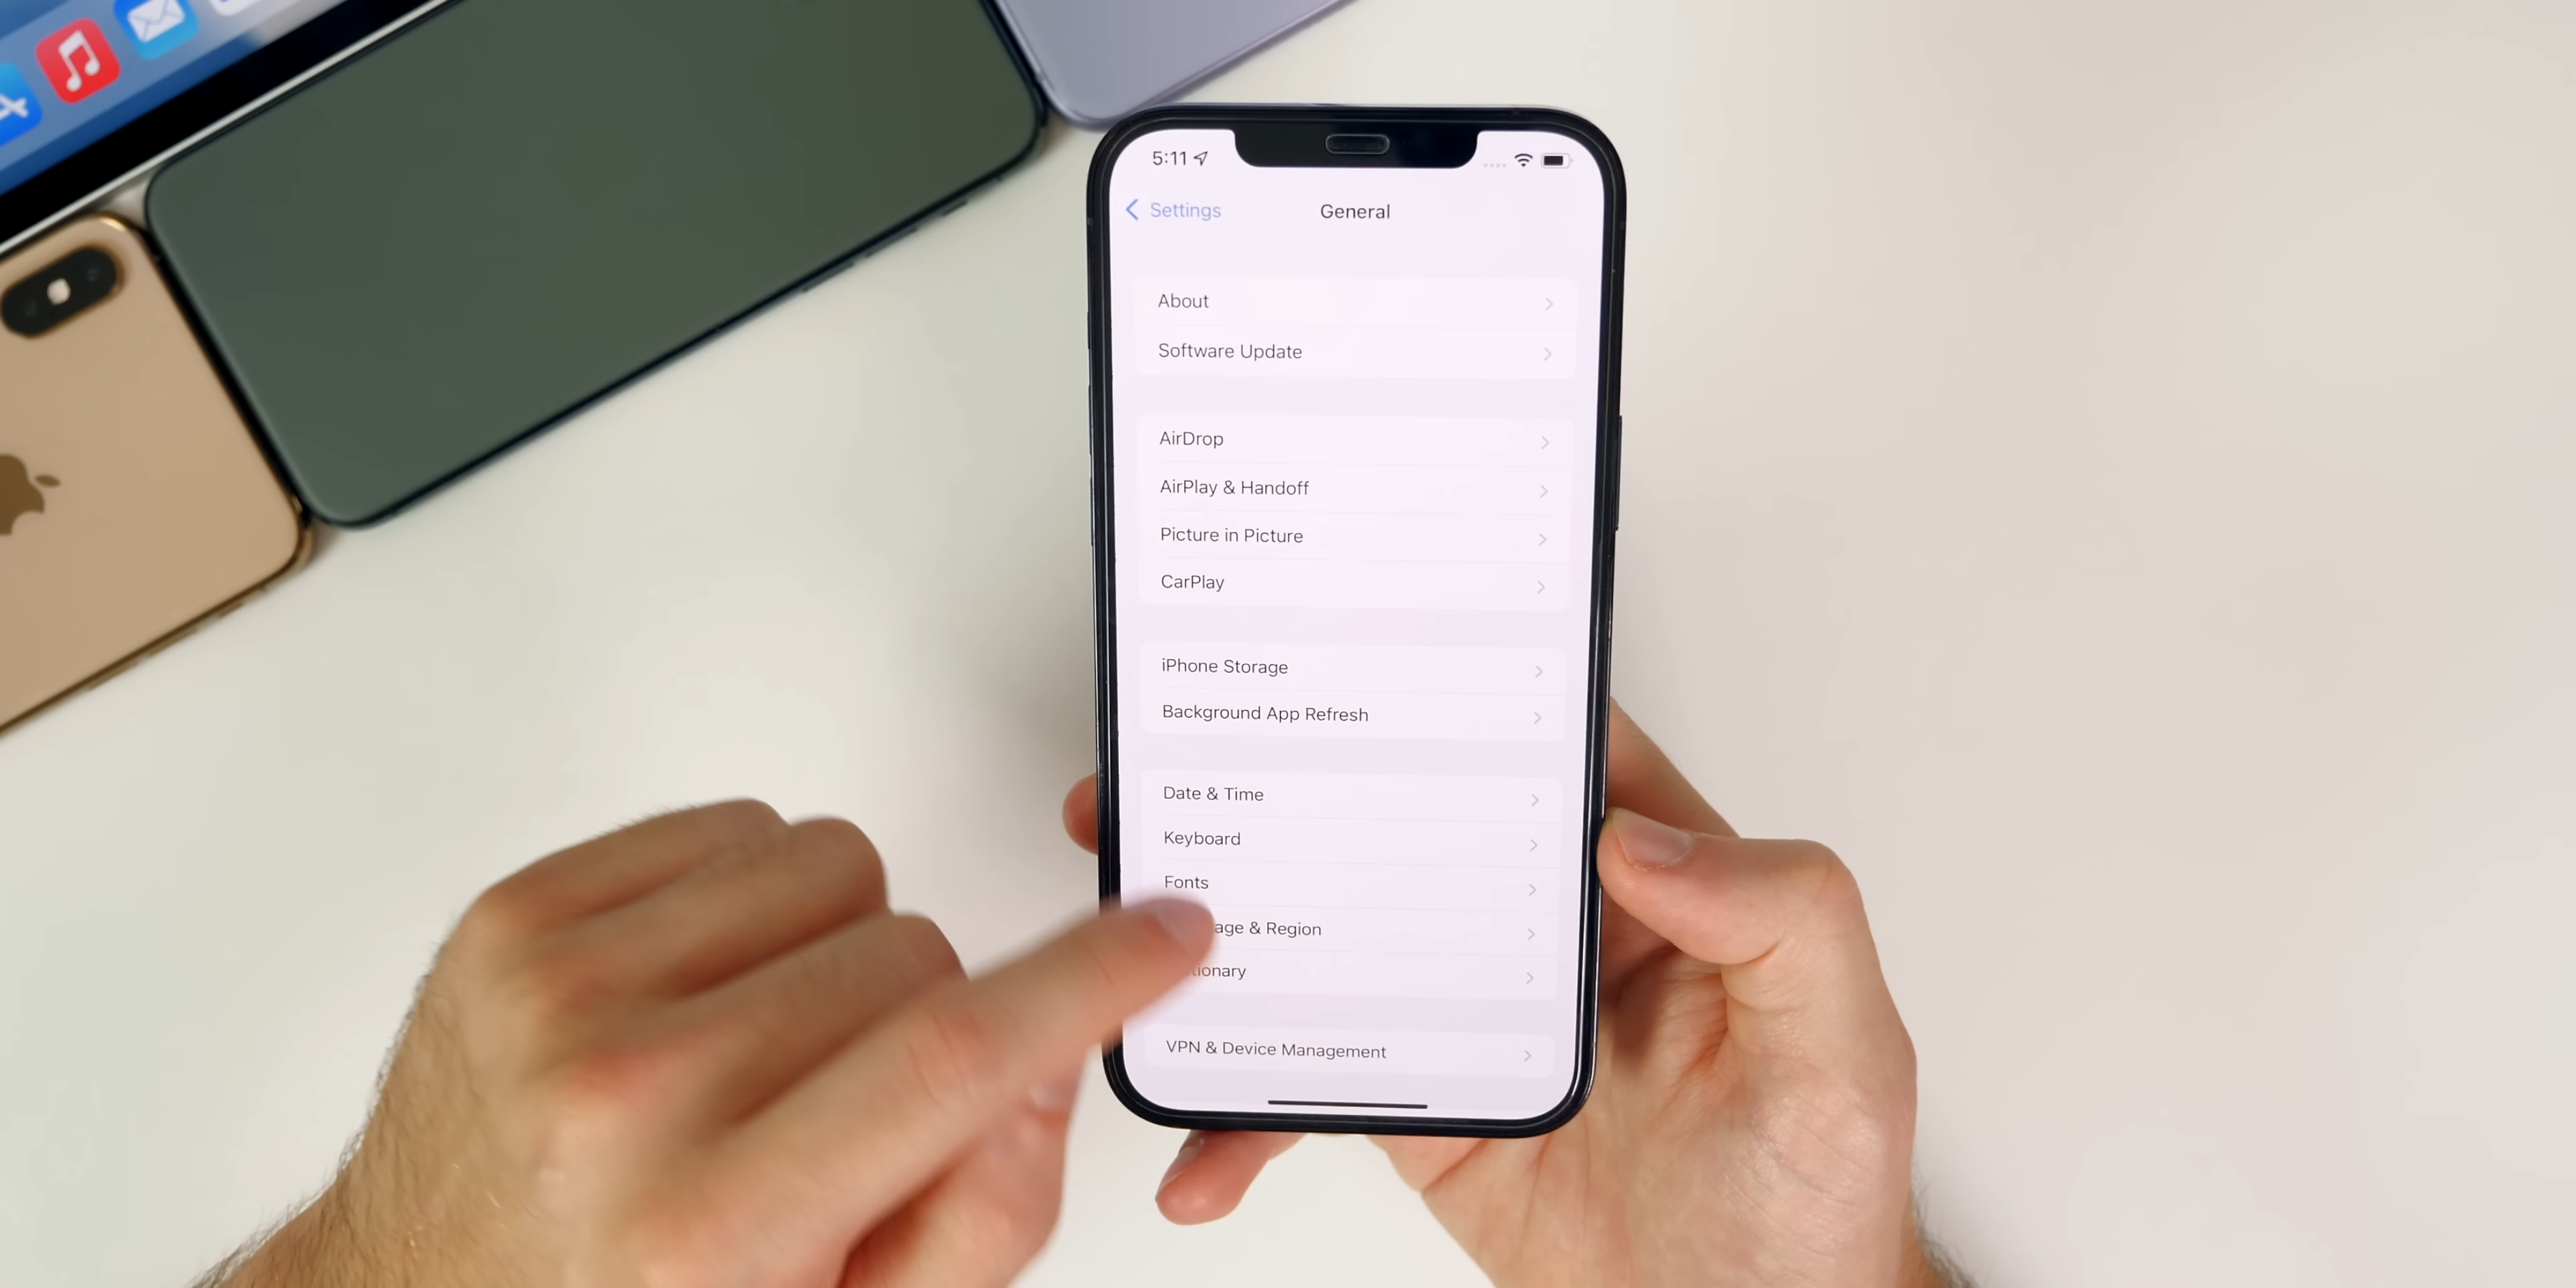 5:11
Settings
General
About
Software Update
AirDrop
AirPlay & Handoff
Picture in Picture
CarPlay
iPhone Storage
Background App Refresh
Date & Time
Keyboard
Fonts
age & Region
tionary
VPN & Device Management